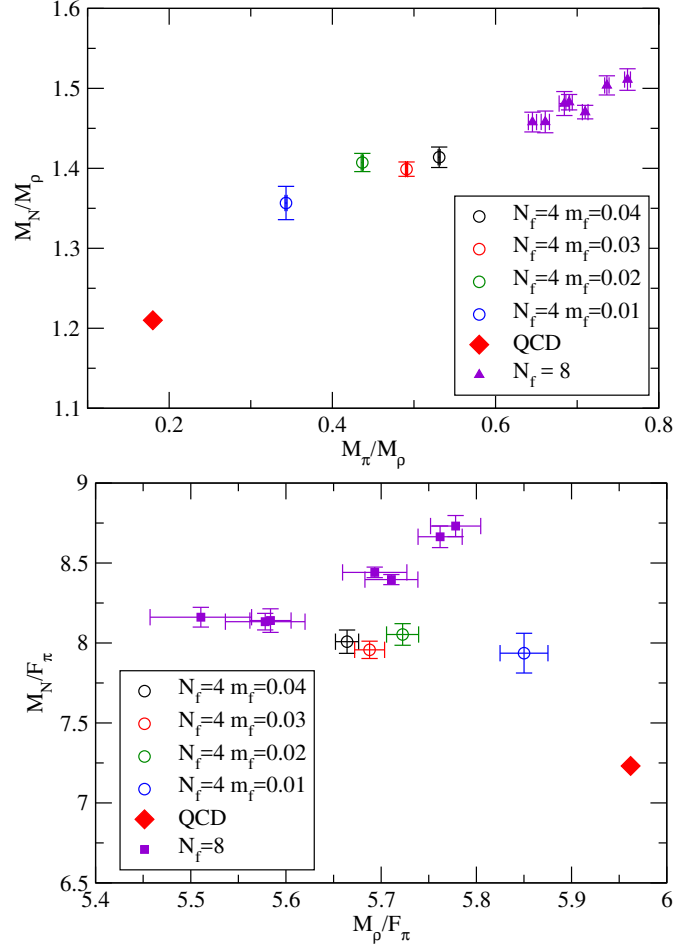 1.6
1.5
1.4
1.3
1.2
1.1
M_N/M_ρ
N_f=4 m_f=0.04
N_f=4 m_f=0.03
N_f=4 m_f=0.02
N_f=4 m_f=0.01
QCD
N_f = 8
0.2 0.4 0.6 0.8
M_π/M_ρ
9
8.5
8
7.5
7
6.5
M_N/F_π
N_f=4 m_f=0.04
N_f=4 m_f=0.03
N_f=4 m_f=0.02
N_f=4 m_f=0.01
QCD
N_f=8
5.4 5.5 5.6 5.7 5.8 5.9 6
M_ρ/F_π